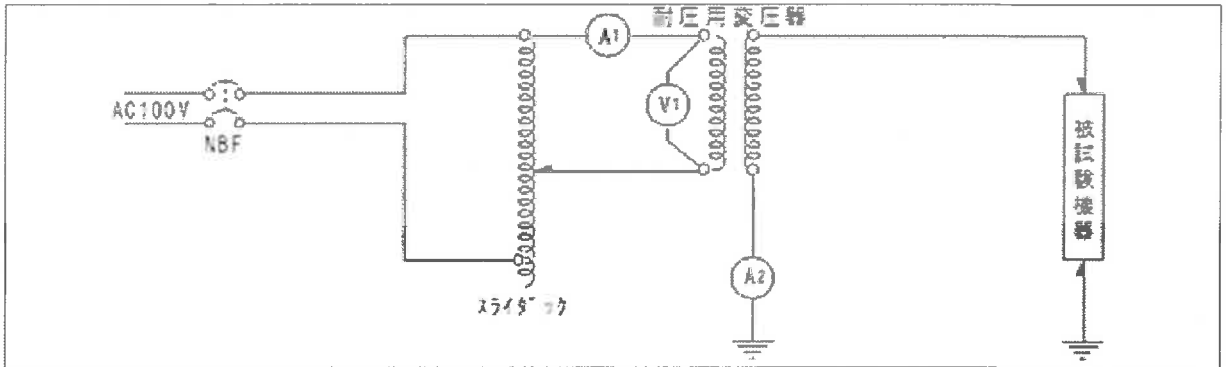 耐圧用変圧器
A1
AC100V
V1
NBF
被試験機器
A2
スライダック